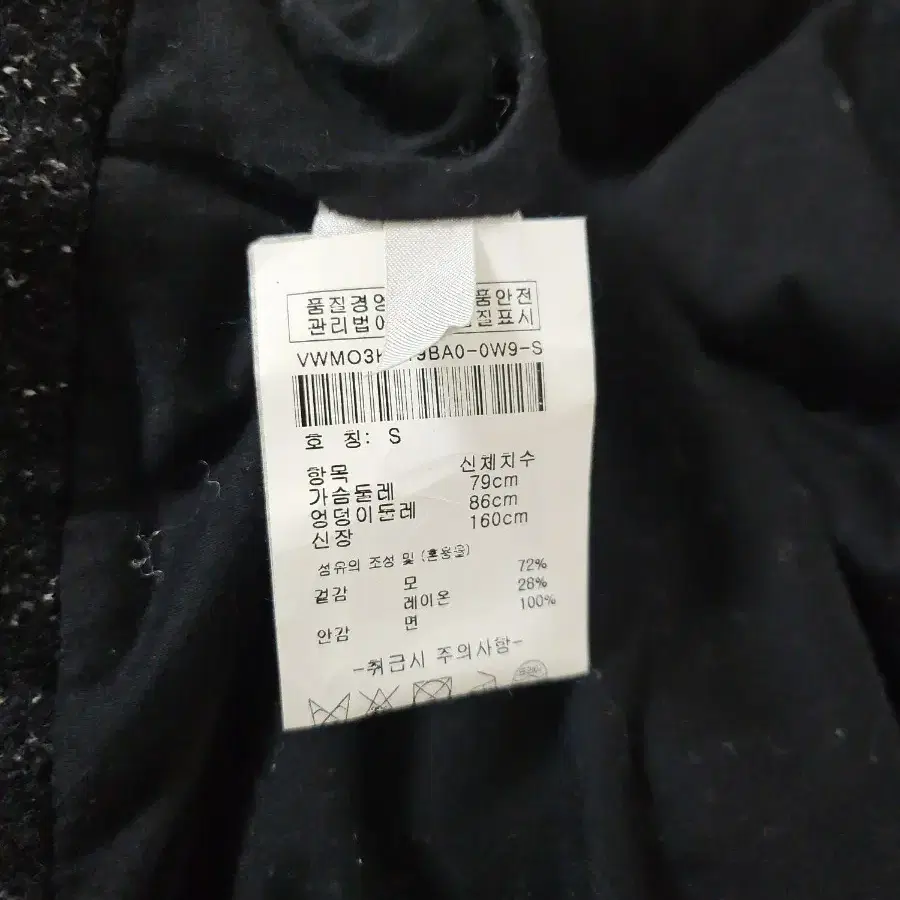 품질경영 품안전
관리법에 질표시
VWMO3 9BA0-0W9-S
호 칭: S
항목 신체치수
가슴둘레 79cm
엉덩이둔레 86cm
신장 160cm
섬유의 조성 및 (혼용율)
겉감 모 72%
레이온 28%
안감 면 100%
-취급시 주의사항-